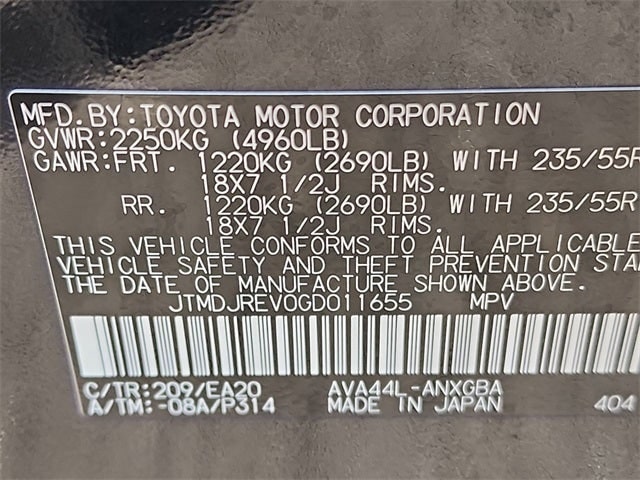 MFD.BY:TOYOTA MOTOR CORPORATION
GVWR:2250KG (4960LB)
GAWR:FRT. 1220KG (2690LB) WITH 235/55R
18X7 1/2J RIMS.
RR. 1220KG (2690LB) WITH 235/55R
18X7 1/2J RIMS.
THIS VEHICLE CONFORMS TO ALL APPLICABLE
VEHICLE SAFETY AND THEFT PREVENTION STA
THE DATE OF MANUFACTURE SHOWN ABOVE.
JTMDJREV0GD011655 MPV
C/TR:209/EA20 AVA44L-ANXGBA
A/TM:-08A/P314 MADE IN JAPAN 404